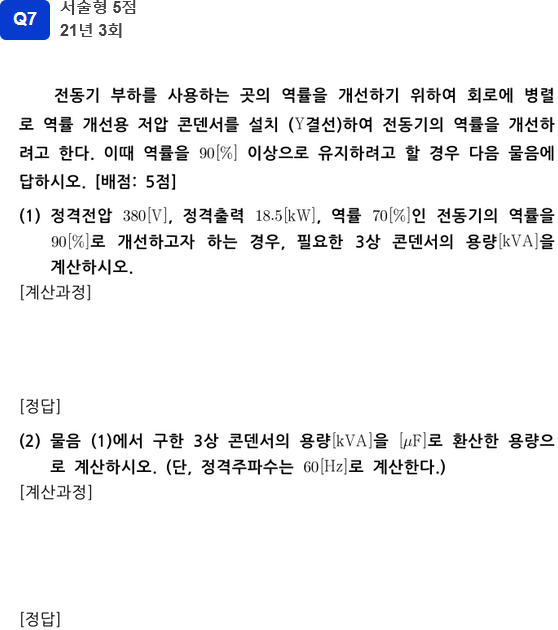 Q7
서술형 5점
21년 3회
전동기 부하를 사용하는 곳의 역률을 개선하기 위하여 회로에 병렬
로 역률 개선용 저압 콘덴서를 설치 (Y결선)하여 전동기의 역률을 개선하
려고 한다. 이때 역률을 90[%] 이상으로 유지하려고 할 경우 다음 물음에
답하시오. [배점: 5점]
(1) 정격전압 380[V], 정격출력 18.5[kW], 역률 70[%]인 전동기의 역률을
90[%]로 개선하고자 하는 경우, 필요한 3상 콘덴서의 용량[kVA]을
계산하시오.
[계산과정]
[정답]
(2) 물음 (1)에서 구한 3상 콘덴서의 용량[kVA]을 [μF]로 환산한 용량으
로 계산하시오. (단, 정격주파수는 60[Hz]로 계산한다.)
[계산과정]
[정답]